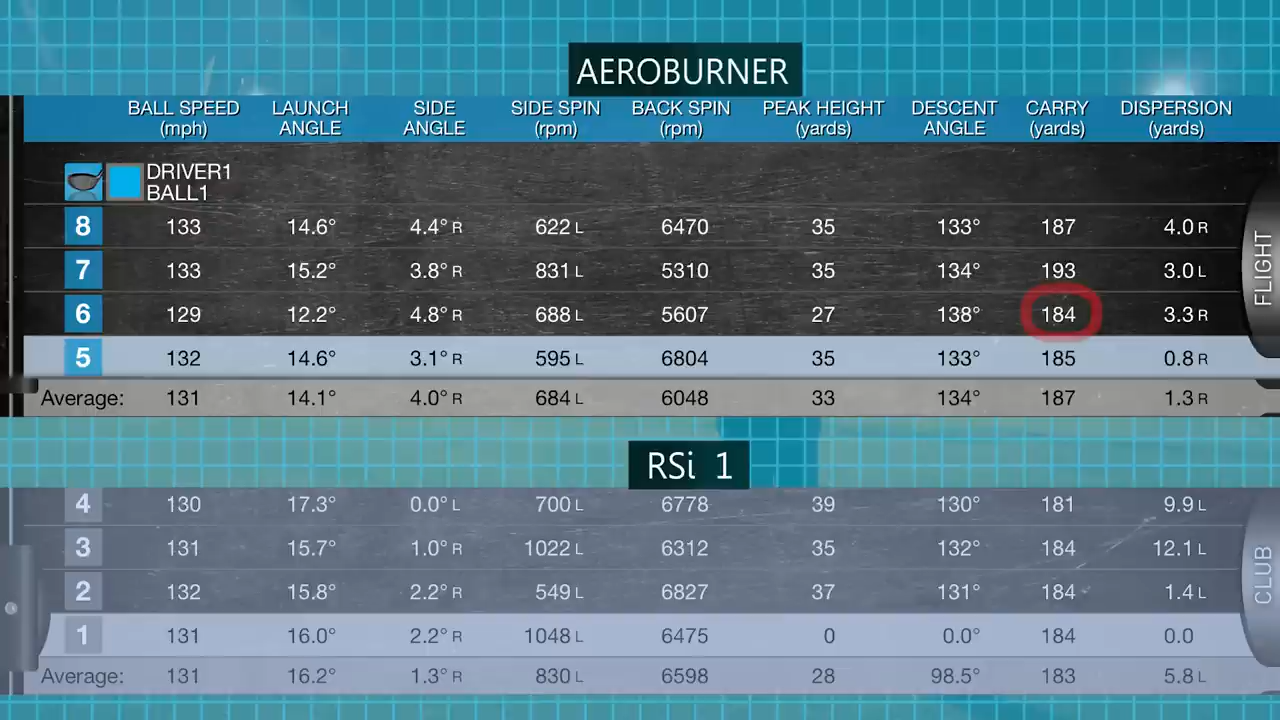 AEROBURNER
BALL SPEED (mph) LAUNCH ANGLE SIDE ANGLE SIDE SPIN (rpm) BACK SPIN (rpm) PEAK HEIGHT (yards) DESCENT ANGLE CARRY (yards) DISPERSION (yards)
DRIVER1
BALL1
8 133 14.6° 4.4° R 622 L 6470 35 133° 187 4.0 R
7 133 15.2° 3.8° R 831 L 5310 35 134° 193 3.0 L
6 129 12.2° 4.8° R 688 L 5607 27 138° 184 3.3 R
5 132 14.6° 3.1° R 595 L 6804 35 133° 185 0.8 R
Average: 131 14.1° 4.0° R 684 L 6048 33 134° 187 1.3 R
FLIGHT
RSi 1
4 130 17.3° 0.0° L 700 L 6778 39 130° 181 9.9 L
3 131 15.7° 1.0° R 1022 L 6312 35 132° 184 12.1 L
2 132 15.8° 2.2° R 549 L 6827 37 131° 184 1.4 L
1 131 16.0° 2.2° R 1048 L 6475 0 0.0° 184 0.0
Average: 131 16.2° 1.3° R 830 L 6598 28 98.5° 183 5.8 L
CLUB